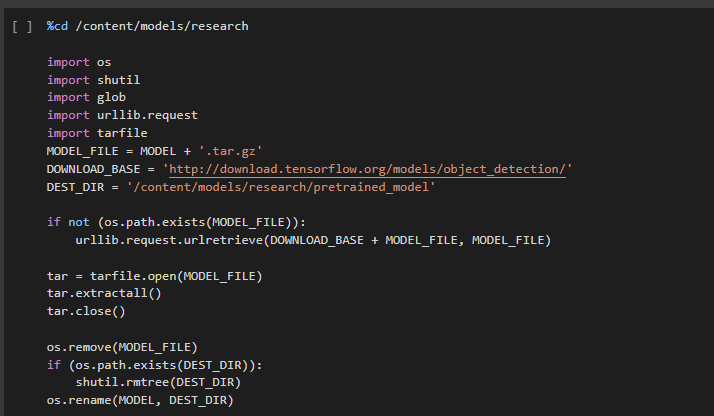 [ ] %cd /content/models/research
import os
import shutil
import glob
import urllib.request
import tarfile
MODEL_FILE = MODEL + '.tar.gz'
DOWNLOAD_BASE = 'http://download.tensorflow.org/models/object_detection/'
DEST_DIR = '/content/models/research/pretrained_model'
if not (os.path.exists(MODEL_FILE)):
    urllib.request.urlretrieve(DOWNLOAD_BASE + MODEL_FILE, MODEL_FILE)
tar = tarfile.open(MODEL_FILE)
tar.extractall()
tar.close()
os.remove(MODEL_FILE)
if (os.path.exists(DEST_DIR)):
    shutil.rmtree(DEST_DIR)
os.rename(MODEL, DEST_DIR)